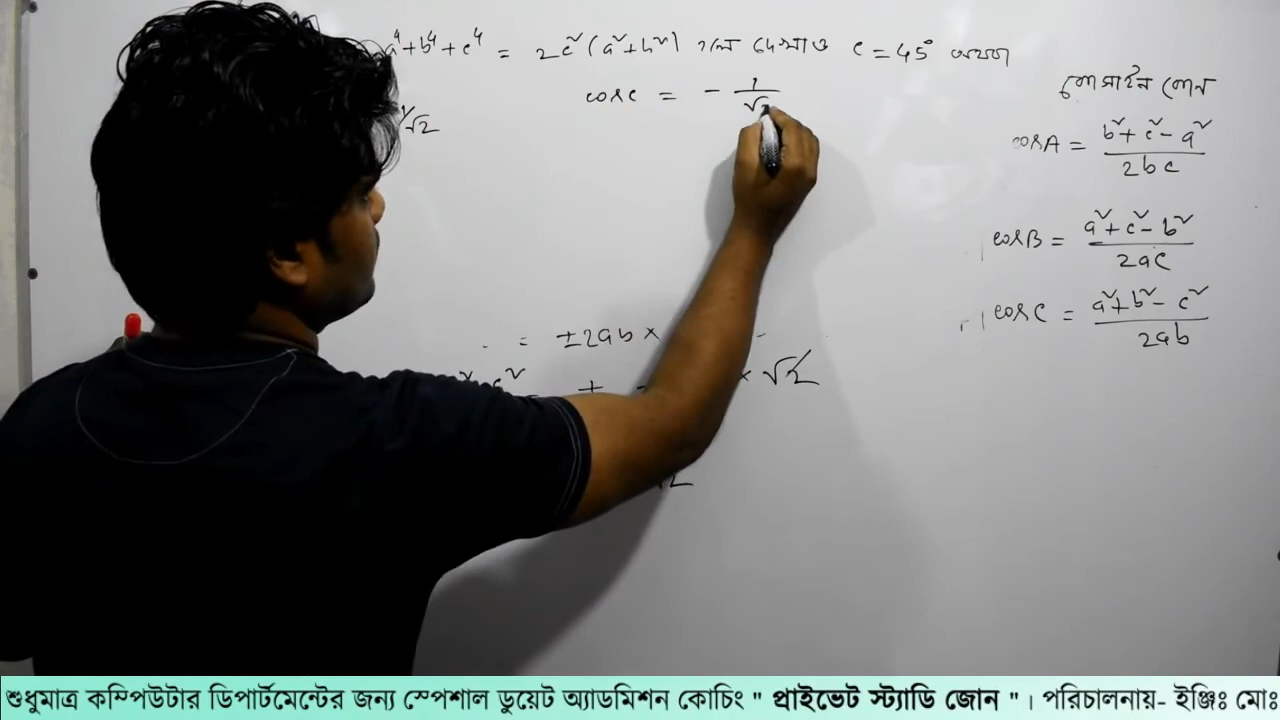 a⁴+b⁴+c⁴ = 2c²(a²+b²) হলে দেখাও c = 45° অথবা
cosc = - 1/√2
1/√2
কোসাইন কোন
cosA = b²+c²-a² / 2bc
cosB = a²+c²-b² / 2ac
cosc = a²+b²-c² / 2ab
= ±2ab ×
× √2
শুধুমাত্র কম্পিউটার ডিপার্টমেন্টের জন্য স্পেশাল ডুয়েট অ্যাডমিশন কোচিং " প্রাইভেট স্ট্যাডি জোন "। পরিচালনায়- ইঞ্জিঃ মোঃ